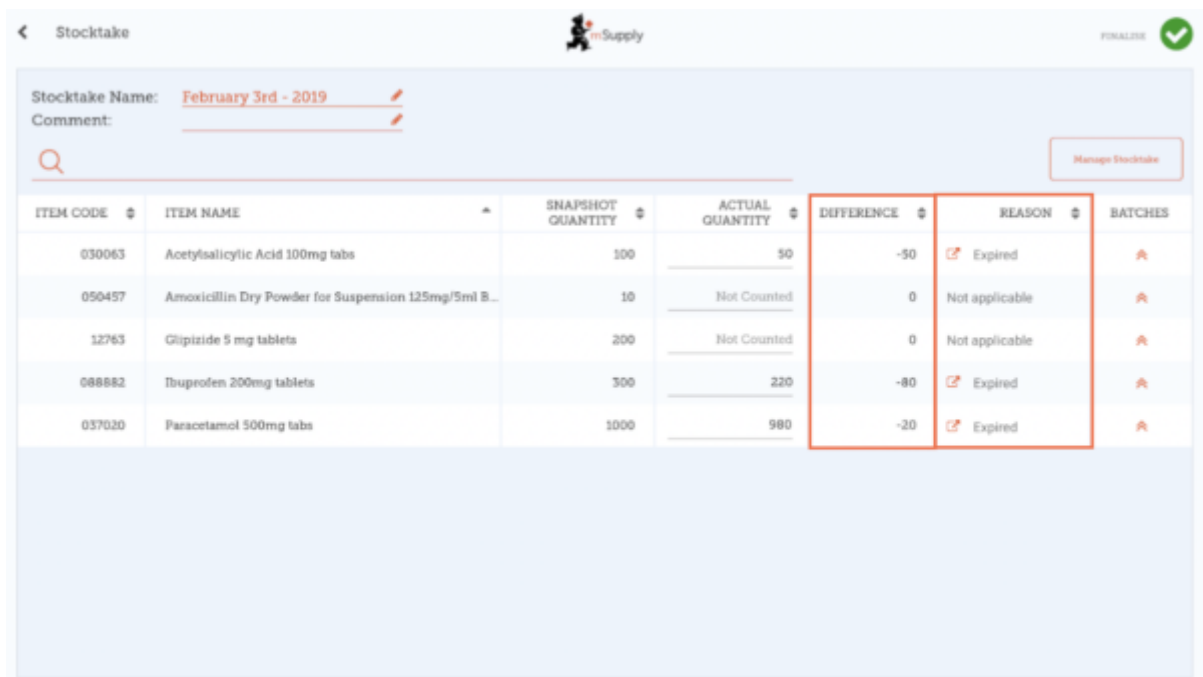 Stocktake
mSupply
FINALISE
Stocktake Name: February 3rd - 2019
Comment:
Manage Stocktake
ITEM CODE ITEM NAME SNAPSHOT QUANTITY ACTUAL QUANTITY DIFFERENCE REASON BATCHES
030063 Acetylsalicylic Acid 100mg tabs 100 50 -50 Expired
050457 Amoxicillin Dry Powder for Suspension 125mg/5ml B... 10 Not Counted 0 Not applicable
12763 Glipizide 5 mg tablets 200 Not Counted 0 Not applicable
088882 Ibuprofen 200mg tablets 300 220 -80 Expired
037020 Paracetamol 500mg tabs 1000 980 -20 Expired